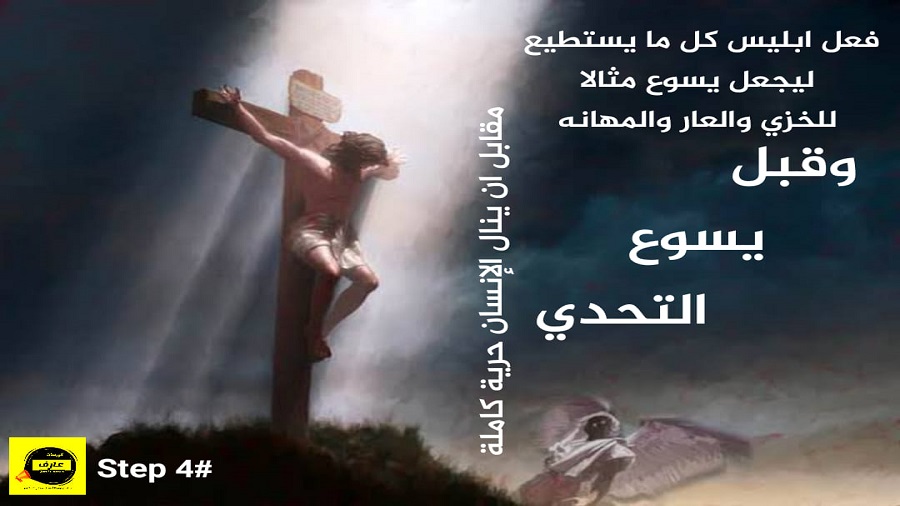 فعل ابليس كل ما يستطيع
ليجعل يسوع مثالا
للخزي والعار والمهانه
وقبل
يسوع
التحدي
مقابل ان ينال الإنسان حرية كاملة
عارف
Step 4#